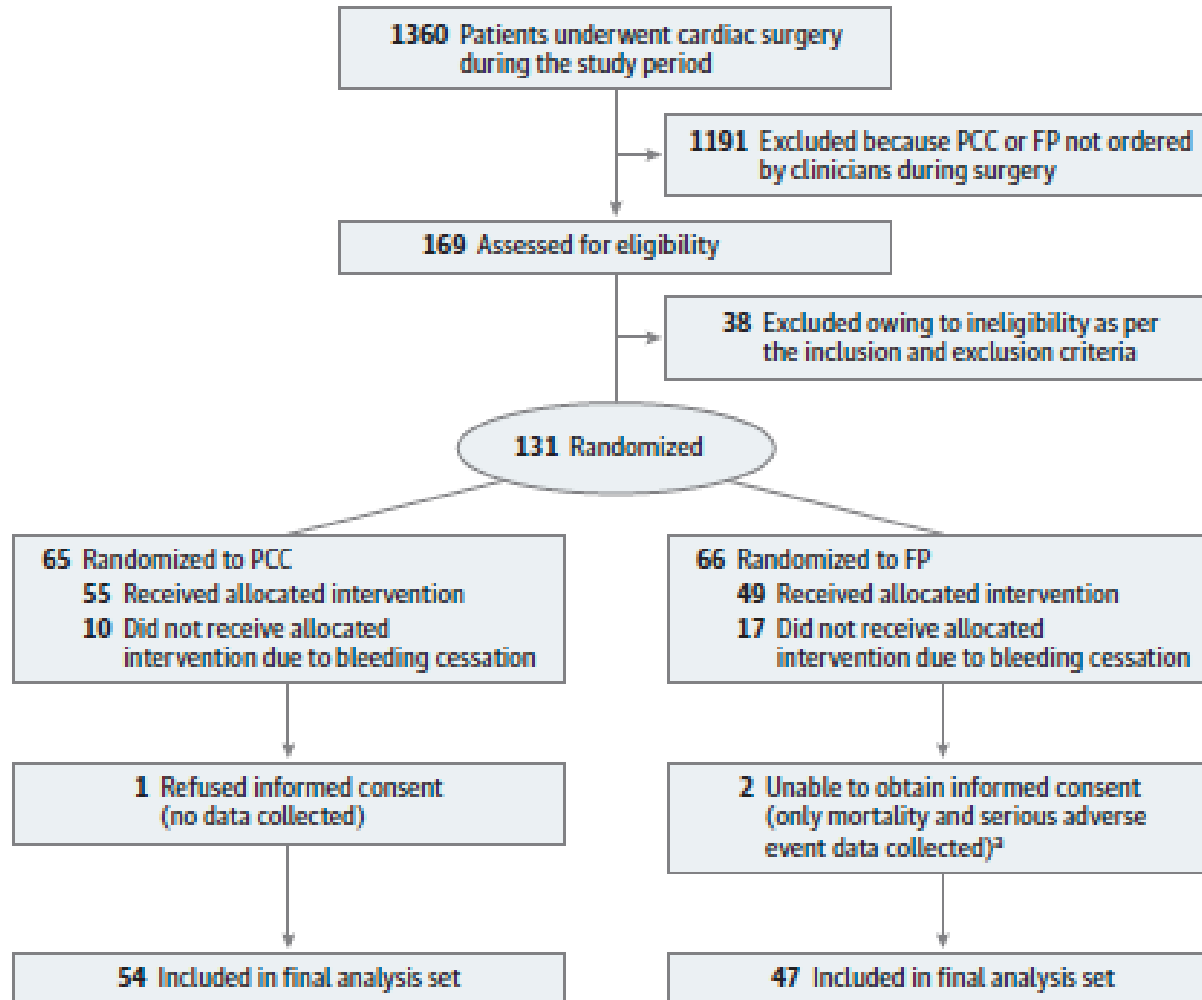 1360 Patients underwent cardiac surgery
during the study period
1191 Excluded because PCC or FP not ordered
by clinicians during surgery
169 Assessed for eligibility
38 Excluded owing to ineligibility as per
the inclusion and exclusion criteria
131 Randomized
65 Randomized to PCC
55 Received allocated intervention
10 Did not receive allocated
intervention due to bleeding cessation
66 Randomized to FP
49 Received allocated intervention
17 Did not receive allocated
intervention due to bleeding cessation
1 Refused informed consent
(no data collected)
2 Unable to obtain informed consent
(only mortality and serious adverse
event data collected)ᵃ
54 Included in final analysis set
47 Included in final analysis set